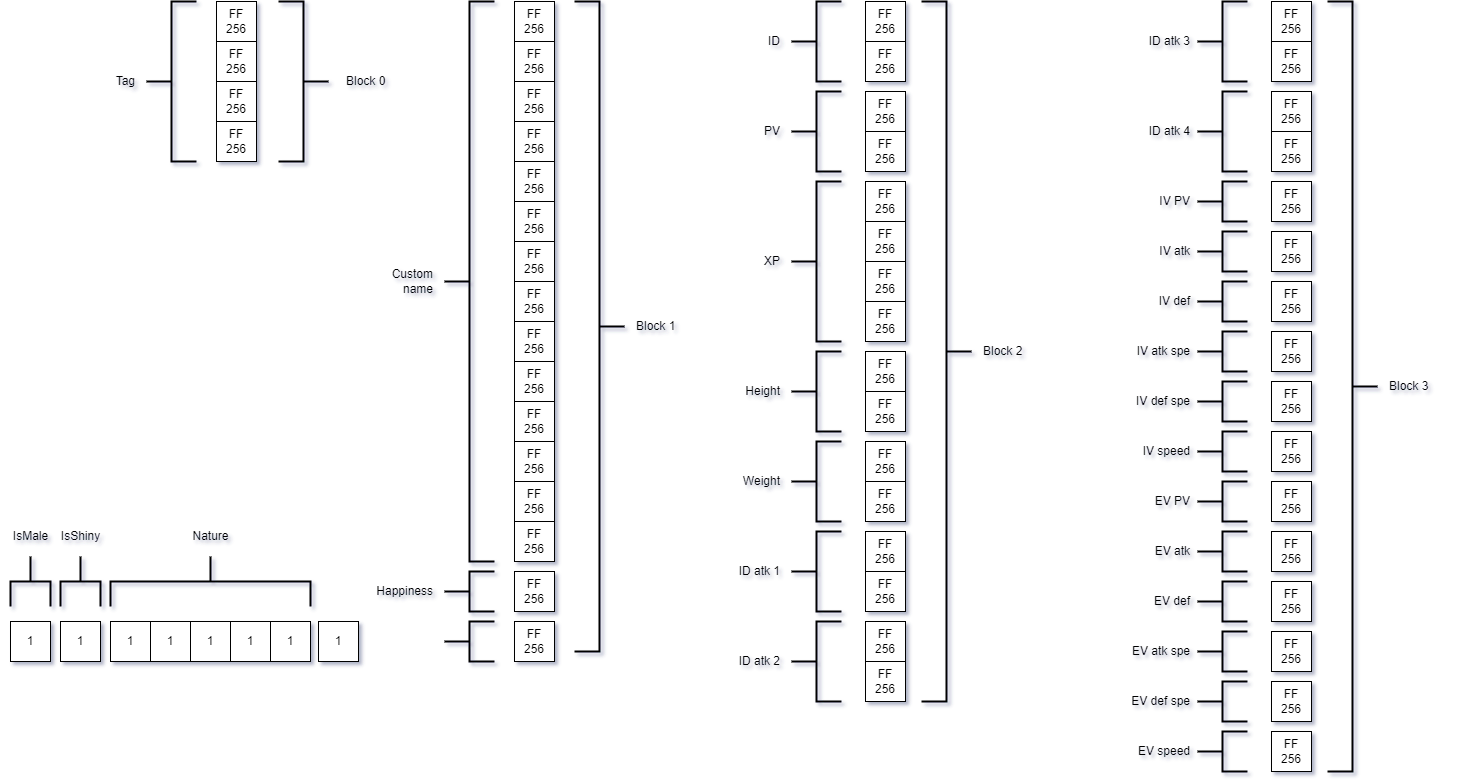 Tag
FF
256
FF
256
FF
256
FF
256
Block 0
IsMale
IsShiny
Nature
1
1
1
1
1
1
1
1
Custom
name
FF
256
FF
256
FF
256
FF
256
FF
256
FF
256
FF
256
FF
256
FF
256
FF
256
FF
256
FF
256
FF
256
FF
256
Happiness
FF
256
FF
256
Block 1
ID
FF
256
FF
256
PV
FF
256
FF
256
XP
FF
256
FF
256
FF
256
FF
256
Height
FF
256
FF
256
Weight
FF
256
FF
256
ID atk 1
FF
256
FF
256
ID atk 2
FF
256
FF
256
Block 2
ID atk 3
FF
256
FF
256
ID atk 4
FF
256
FF
256
IV PV
FF
256
IV atk
FF
256
IV def
FF
256
IV atk spe
FF
256
IV def spe
FF
256
IV speed
FF
256
EV PV
FF
256
EV atk
FF
256
EV def
FF
256
EV atk spe
FF
256
EV def spe
FF
256
EV speed
FF
256
Block 3